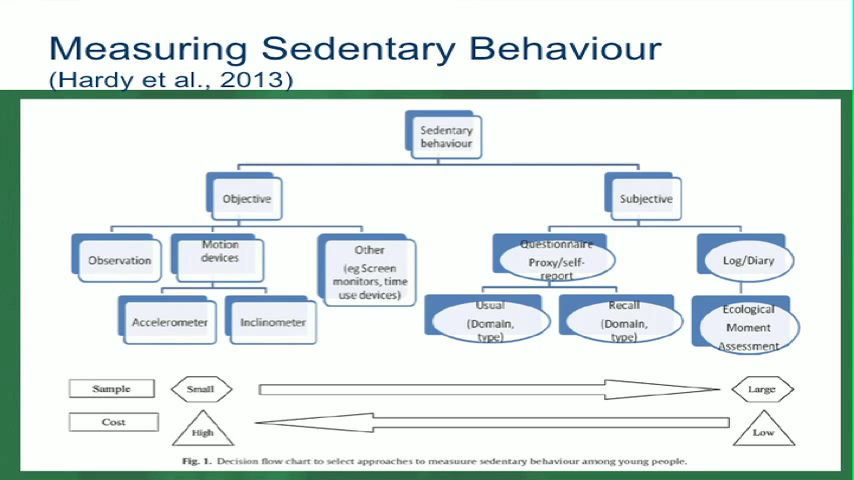 Measuring Sedentary Behaviour
(Hardy et al., 2013)
Sedentary
behaviour
Objective
Subjective
Observation
Motion
devices
Other
(eg Screen
monitors, time
use devices)
Questionnaire
Proxy/self-
report
Log/Diary
Accelerometer
Inclinometer
Usual
(Domain,
type)
Recall
(Domain,
type)
Ecological
Moment
Assessment
Sample
Small
Large
Cost
High
Low
Fig. 1. Decision flow chart to select approaches to measuure sedentary behaviour among young people.